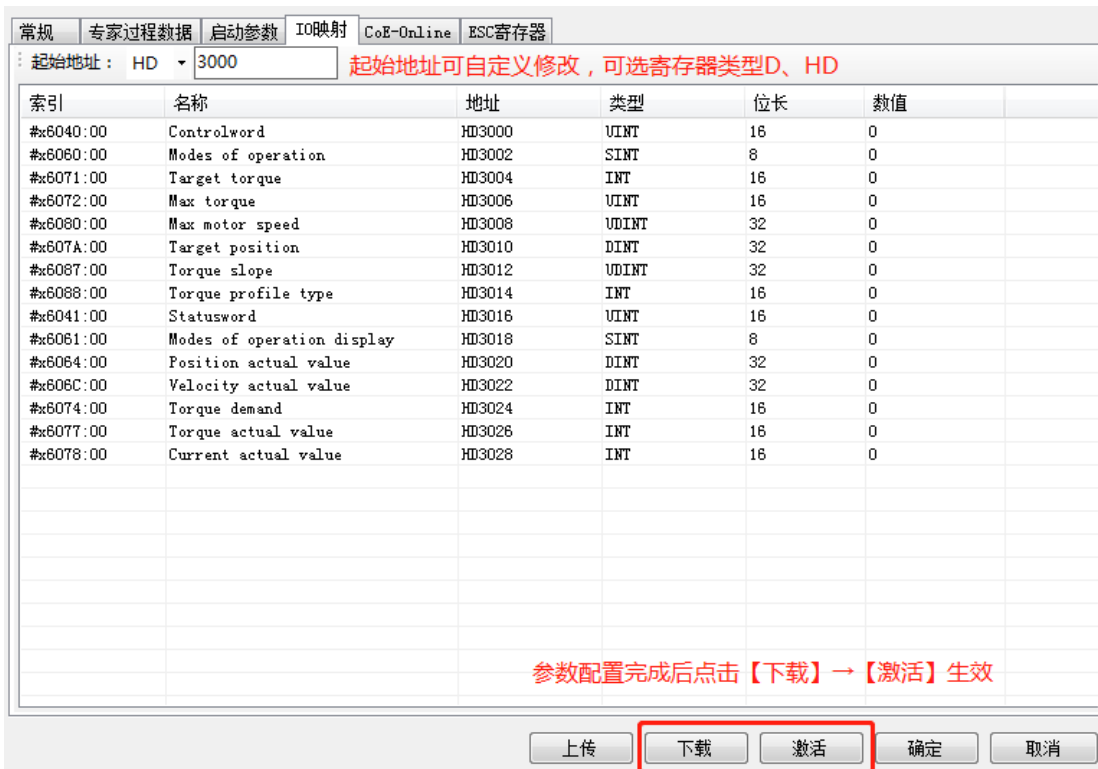 常规 专家过程数据 启动参数 IO映射 CoE-Online ESC寄存器
起始地址: HD 3000 起始地址可自定义修改，可选寄存器类型D、HD
索引 名称 地址 类型 位长 数值
#x6040:00 Controlword HD3000 UINT 16 0
#x6060:00 Modes of operation HD3002 SINT 8 0
#x6071:00 Target torque HD3004 INT 16 0
#x6072:00 Max torque HD3006 UINT 16 0
#x6080:00 Max motor speed HD3008 UDINT 32 0
#x607A:00 Target position HD3010 DINT 32 0
#x6087:00 Torque slope HD3012 UDINT 32 0
#x6088:00 Torque profile type HD3014 INT 16 0
#x6041:00 Statusword HD3016 UINT 16 0
#x6061:00 Modes of operation display HD3018 SINT 8 0
#x6064:00 Position actual value HD3020 DINT 32 0
#x606C:00 Velocity actual value HD3022 DINT 32 0
#x6074:00 Torque demand HD3024 INT 16 0
#x6077:00 Torque actual value HD3026 INT 16 0
#x6078:00 Current actual value HD3028 INT 16 0
参数配置完成后点击【下载】→【激活】生效
上传 下载 激活 确定 取消